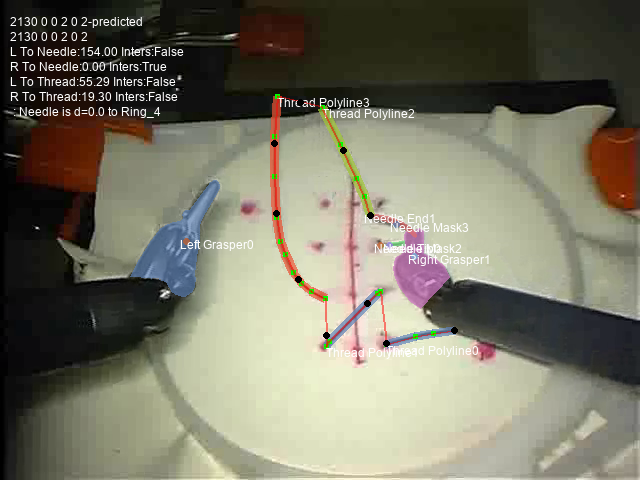 2130 0 0 2 0 2-predicted
2130 0 0 2 0 2
L To Needle:154.00 Inters:False
R To Needle:0.00 Inters:True
L To Thread:55.29 Inters:False
R To Thread:19.30 Inters:False
: Needle is d=0.0 to Ring_4
Thread Polyline3
Thread Polyline2
Needle End1
Needle Mask3
Left Grasper0
Mask2
Right Grasper1
Thread
Thread Polyline0